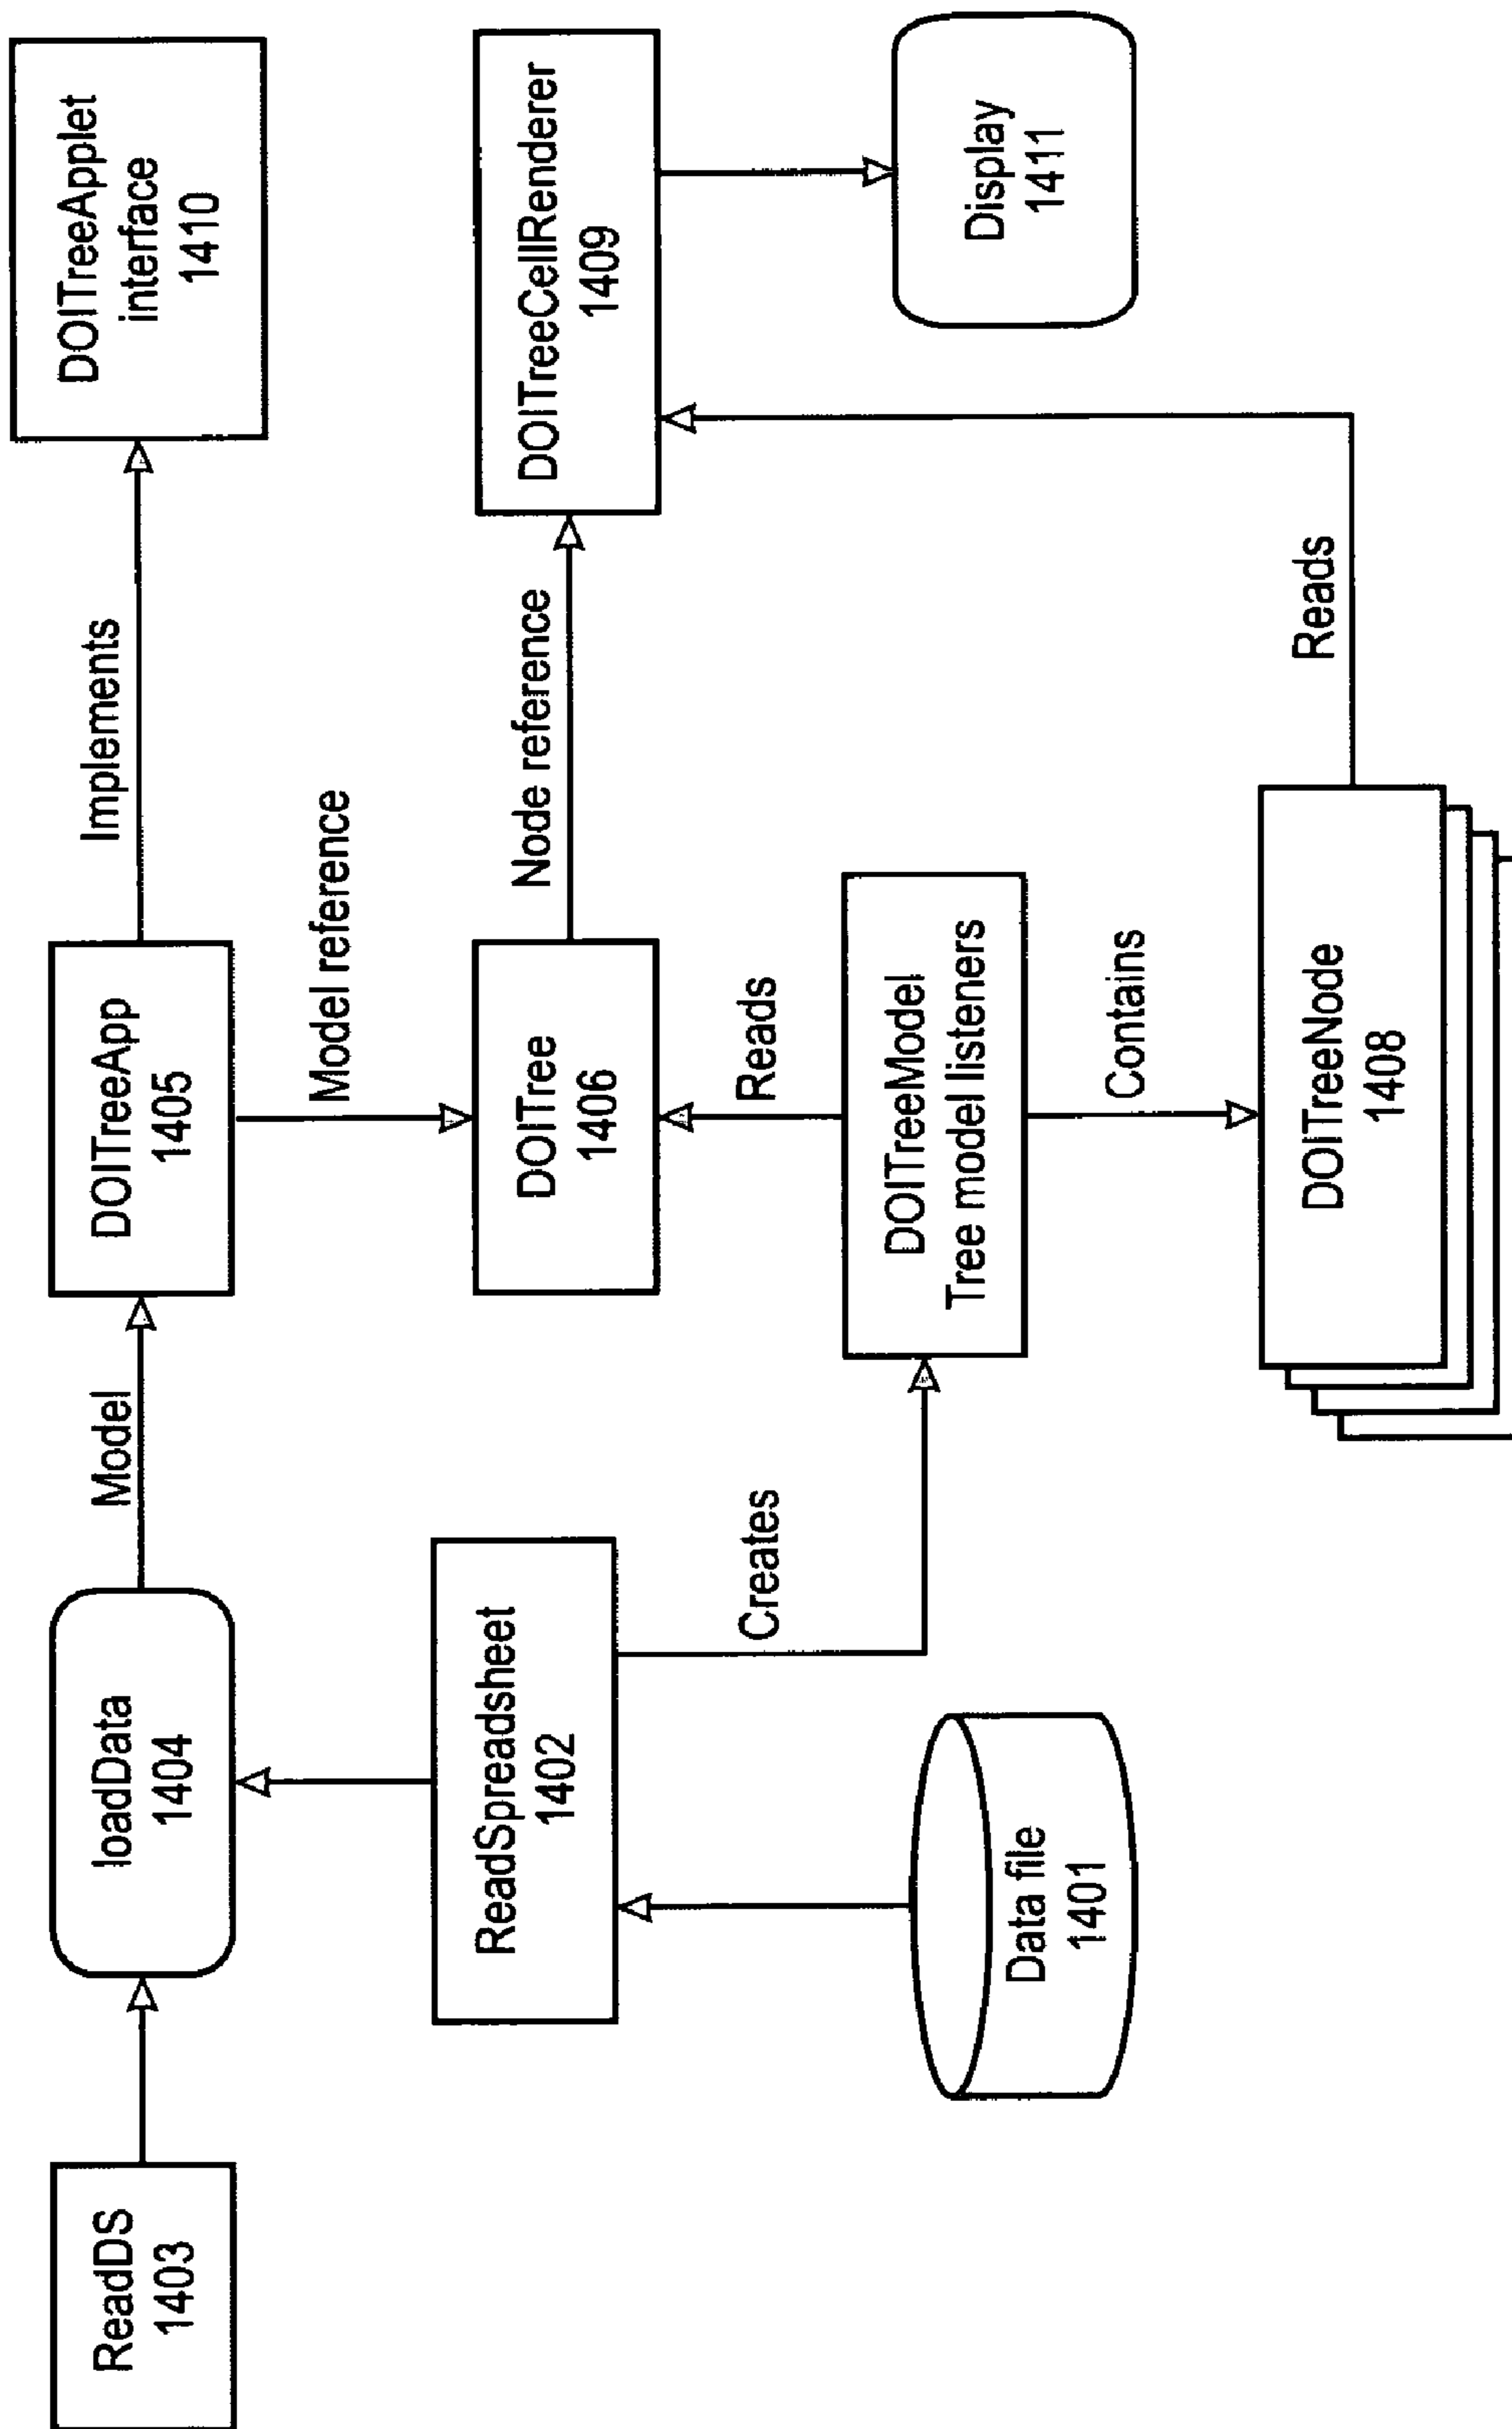 ReadDS
1403
loadData
1404
Model
DOITreeApp
1405
Implements
DOITreeApplet
interface
1410
Model reference
ReadSpreadsheet
1402
DOITree
1406
Node reference
DOITreeCellRenderer
1409
Creates
Reads
Data file
1401
DOITreeModel
Tree model listeners
Display
1411
Contains
DOITreeNode
1408
Reads